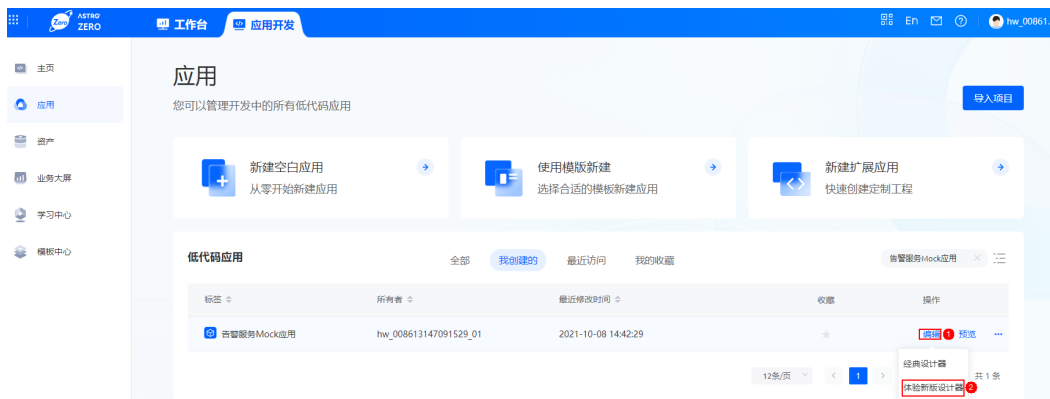 Zero ASTRO ZERO 工作台 应用开发 En hw_00861.
主页
应用
资产
业务大屏
学习中心
模板中心
应用
您可以管理开发中的所有低代码应用
导入项目
新建空白应用
从零开始新建应用
使用模版新建
选择合适的模板新建应用
新建扩展应用
快速创建定制工程
低代码应用 全部 我创建的 最近访问 我的收藏 告警服务Mock应用
标签 所有者 最近修改时间 收藏 操作
告警服务Mock应用 hw_008613147091529_01 2021-10-08 14:42:29 编辑 1 预览 ...
经典设计器
12条/页 < 1 > 共 1 条
体验新版设计器 2